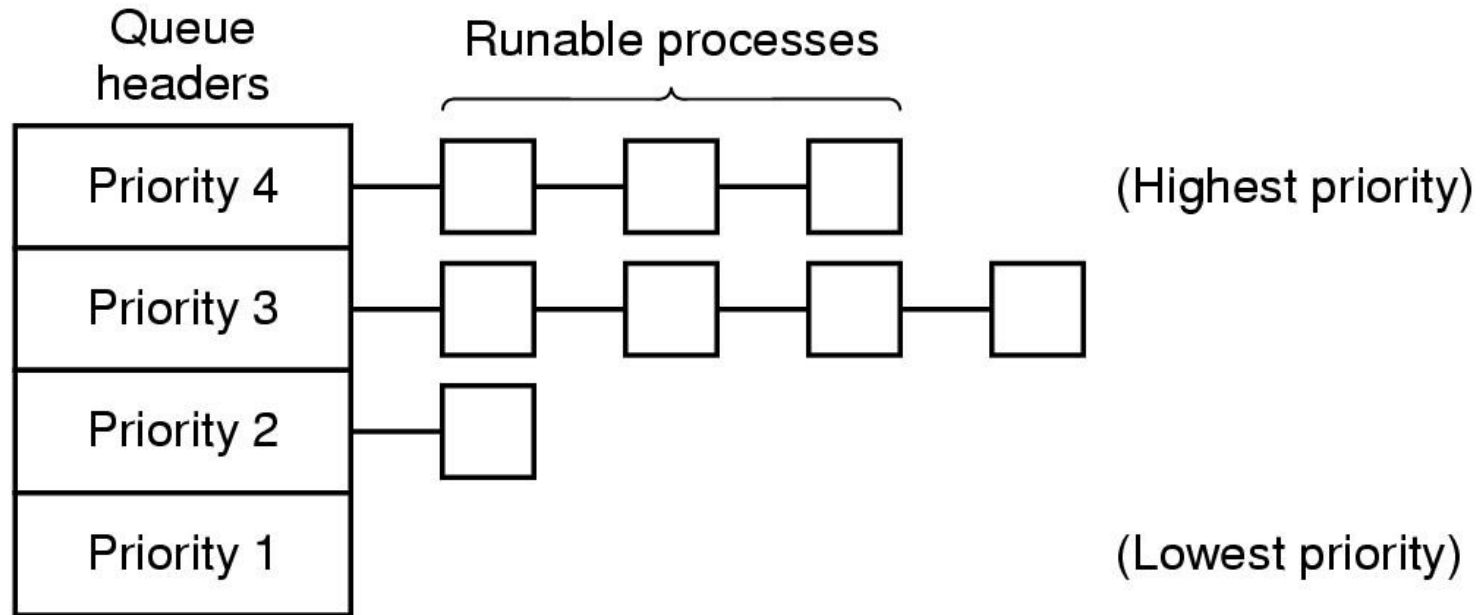 Queue
headers
Runable processes
Priority 4
(Highest priority)
Priority 3
Priority 2
Priority 1
(Lowest priority)